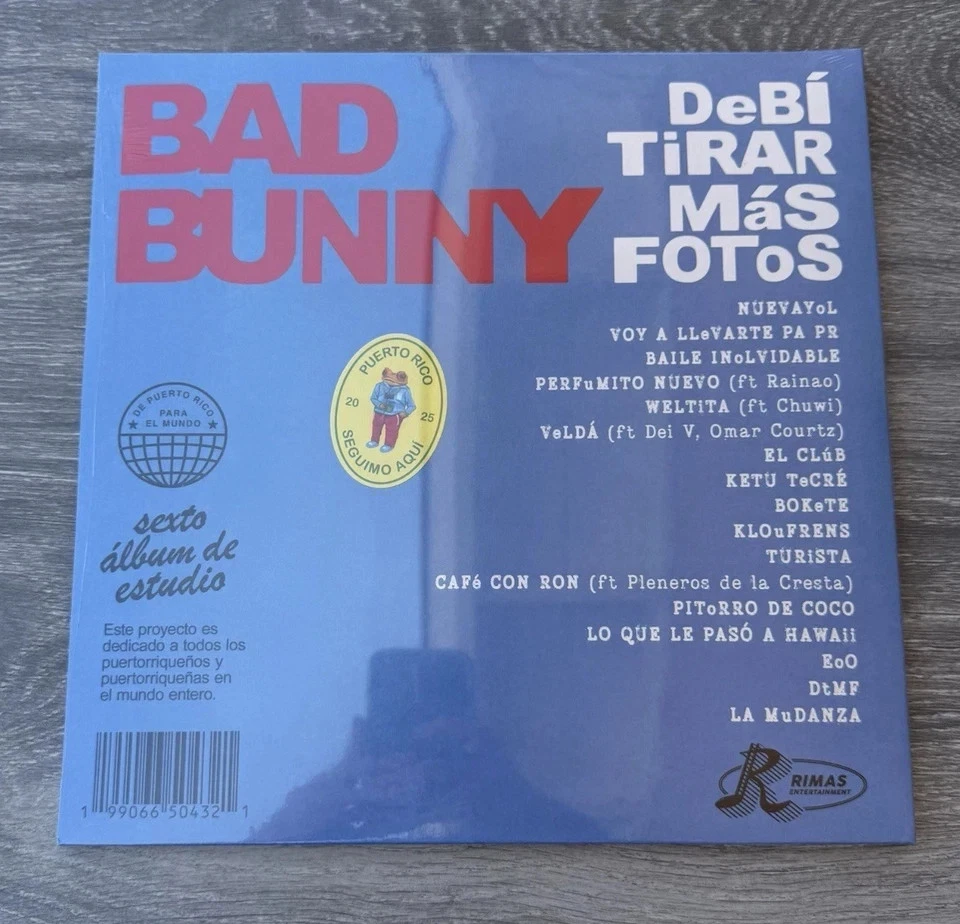 BAD
BUNNY
DeBÍ
TiRAR
MáS
FOToS
NUEVAYoL
VOY A LLeVARTE PA PR
BAILE INoLVIDABLE
PERFuMITO NUEVO (ft Rainao)
WELTiTA (ft Chuwi)
VeLDÁ (ft Dei V, Omar Courtz)
EL CLúB
KETU TeCRÉ
BOKeTE
KLOuFRENS
TURiSTA
CAFé CON RON (ft Pleneros de la Cresta)
PIToRRO DE COCO
LO QUE LE PASÓ A HAWAii
EoO
DtMF
LA MuDANZA
PUERTO RICO
20 25
SEGUIMO AQUÍ
DE PUERTO RICO
PARA
EL MUNDO
sexto
álbum de
estudio
Este proyecto es
dedicado a todos los
puertorriqueños y
puertorriqueñas en
el mundo entero.
1 99066 50432 1
R RIMAS
ENTERTAINMENT